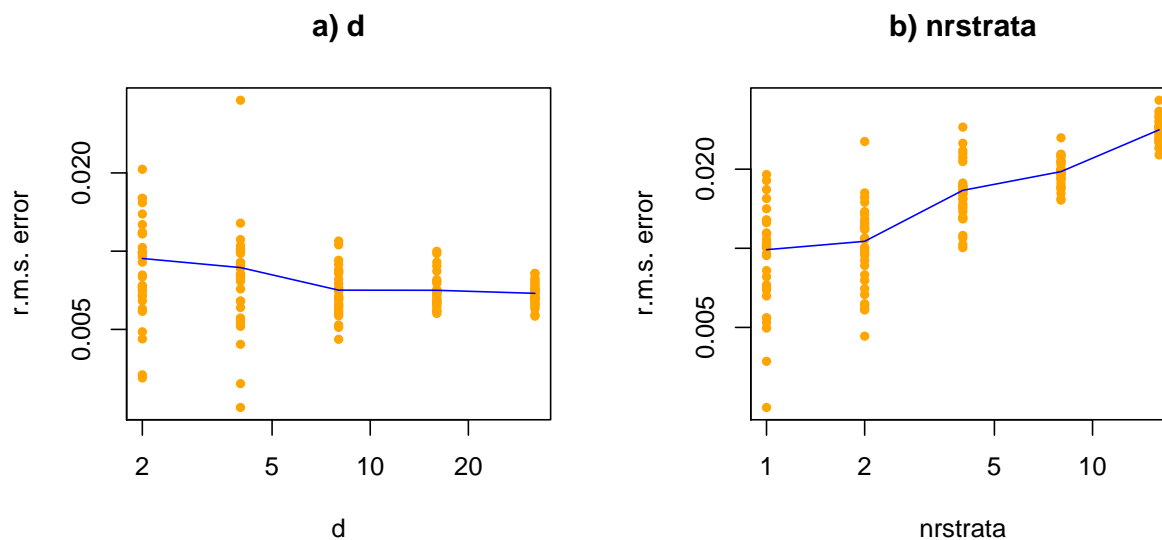 a) d
r.m.s. error
0.020
0.005
2 5 10 20
d
b) nrstrata
r.m.s. error
0.020
0.005
1 2 5 10
nrstrata